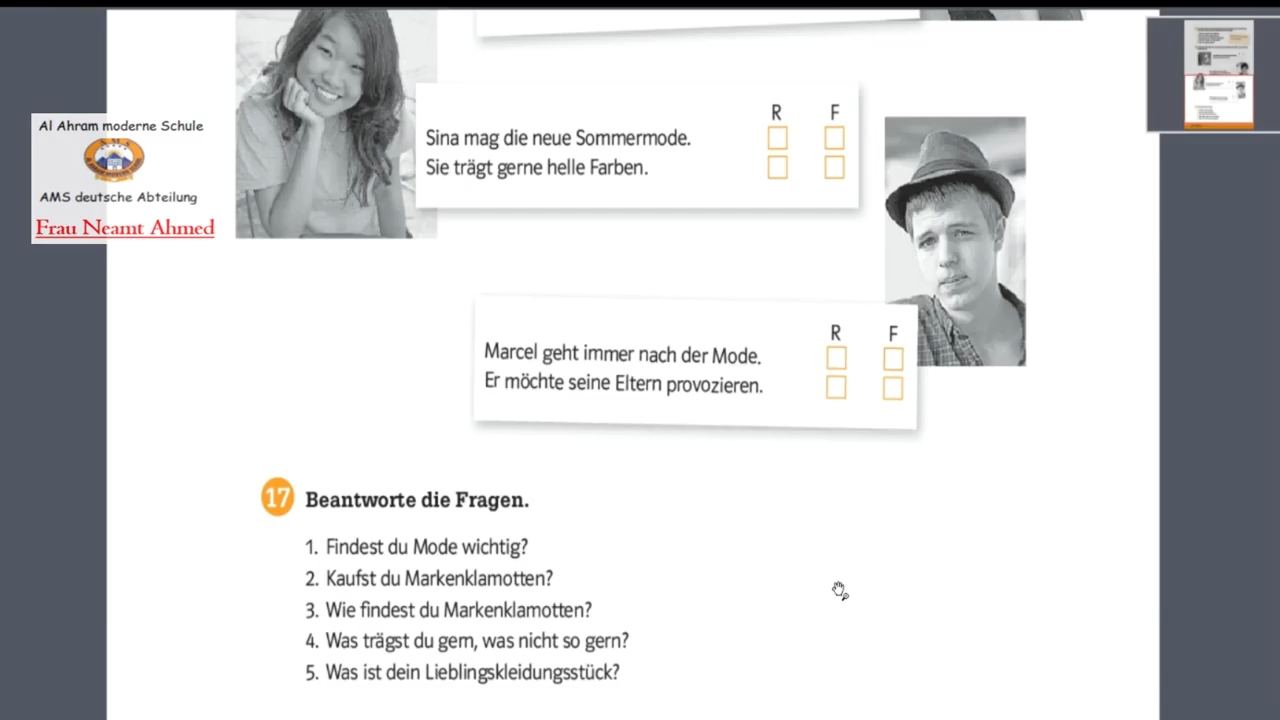 Al Ahram moderne Schule
AMS
AMS deutsche Abteilung
Frau Neamt Ahmed
R F
Sina mag die neue Sommermode.
Sie trägt gerne helle Farben.
R F
Marcel geht immer nach der Mode.
Er möchte seine Eltern provozieren.
17 Beantworte die Fragen.
1. Findest du Mode wichtig?
2. Kaufst du Markenklamotten?
3. Wie findest du Markenklamotten?
4. Was trägst du gern, was nicht so gern?
5. Was ist dein Lieblingskleidungsstück?